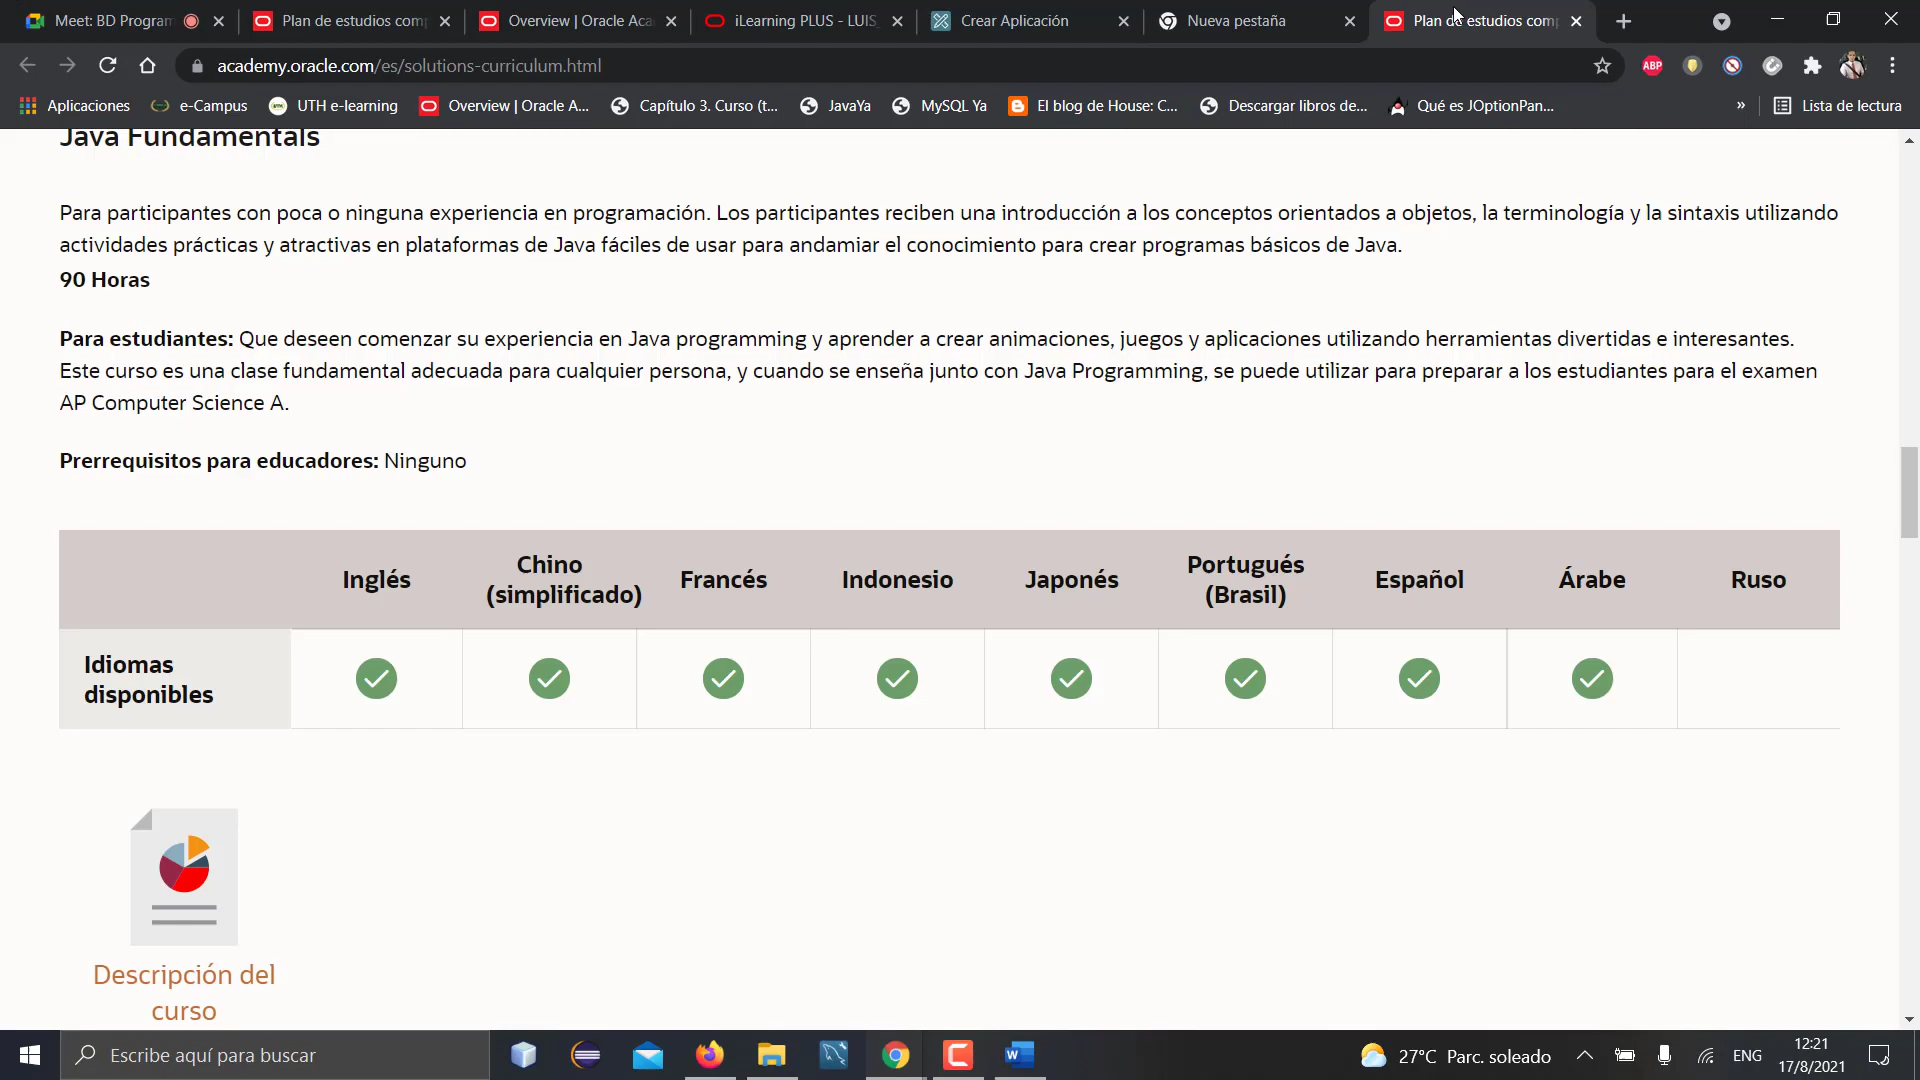 Meet: BD Program
Plan de estudios comp
Overview | Oracle Aca
iLearning PLUS - LUIS
Crear Aplicación
Nueva pestaña
Plan de estudios comp
academy.oracle.com/es/solutions-curriculum.html
ABP
Aplicaciones
e-Campus
UTH e-learning
Overview | Oracle A...
Capítulo 3. Curso (t...
JavaYa
MySQL Ya
El blog de House: C...
Descargar libros de...
Qué es JOptionPan...
»
Lista de lectura
Java Fundamentals
Para participantes con poca o ninguna experiencia en programación. Los participantes reciben una introducción a los conceptos orientados a objetos, la terminología y la sintaxis utilizando
actividades prácticas y atractivas en plataformas de Java fáciles de usar para andamiar el conocimiento para crear programas básicos de Java.
90 Horas
Para estudiantes: Que deseen comenzar su experiencia en Java programming y aprender a crear animaciones, juegos y aplicaciones utilizando herramientas divertidas e interesantes.
Este curso es una clase fundamental adecuada para cualquier persona, y cuando se enseña junto con Java Programming, se puede utilizar para preparar a los estudiantes para el examen
AP Computer Science A.
Prerrequisitos para educadores: Ninguno
Inglés
Chino
(simplificado)
Francés
Indonesio
Japonés
Portugués
(Brasil)
Español
Árabe
Ruso
Idiomas
disponibles
Descripción del
curso
Escribe aquí para buscar
27°C Parc. soleado
ENG
12:21
17/8/2021